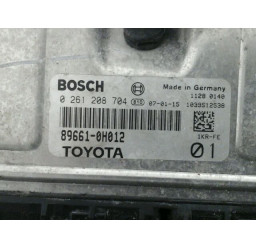 BOSCH
Made in Germany
1128 0140
0 261 208 704
07-01-15 1039S12538
89661-0H012
1KR-FE
TOYOTA
01